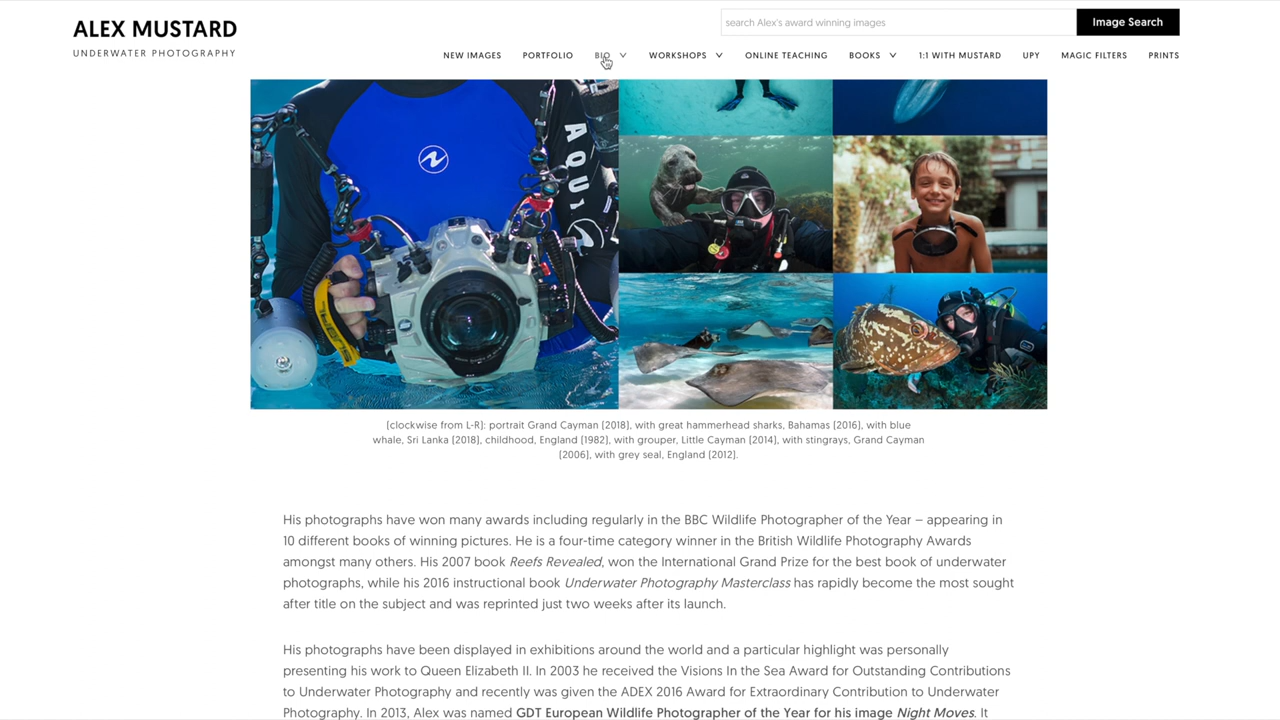 ALEX MUSTARD
UNDERWATER PHOTOGRAPHY
search Alex's award winning images
Image Search
NEW IMAGES PORTFOLIO BIO WORKSHOPS ONLINE TEACHING BOOKS 1:1 WITH MUSTARD UPY MAGIC FILTERS PRINTS
AQUA
(clockwise from L-R): portrait Grand Cayman (2018), with great hammerhead sharks, Bahamas (2016), with blue
whale, Sri Lanka (2018), childhood, England (1982), with grouper, Little Cayman (2014), with stingrays, Grand Cayman
(2006), with grey seal, England (2012).
His photographs have won many awards including regularly in the BBC Wildlife Photographer of the Year – appearing in
10 different books of winning pictures. He is a four-time category winner in the British Wildlife Photography Awards
amongst many others. His 2007 book Reefs Revealed, won the International Grand Prize for the best book of underwater
photographs, while his 2016 instructional book Underwater Photography Masterclass has rapidly become the most sought
after title on the subject and was reprinted just two weeks after its launch.
His photographs have been displayed in exhibitions around the world and a particular highlight was personally
presenting his work to Queen Elizabeth II. In 2003 he received the Visions In the Sea Award for Outstanding Contributions
to Underwater Photography and recently was given the ADEX 2016 Award for Extraordinary Contribution to Underwater
Photography. In 2013, Alex was named GDT European Wildlife Photographer of the Year for his image Night Moves. It